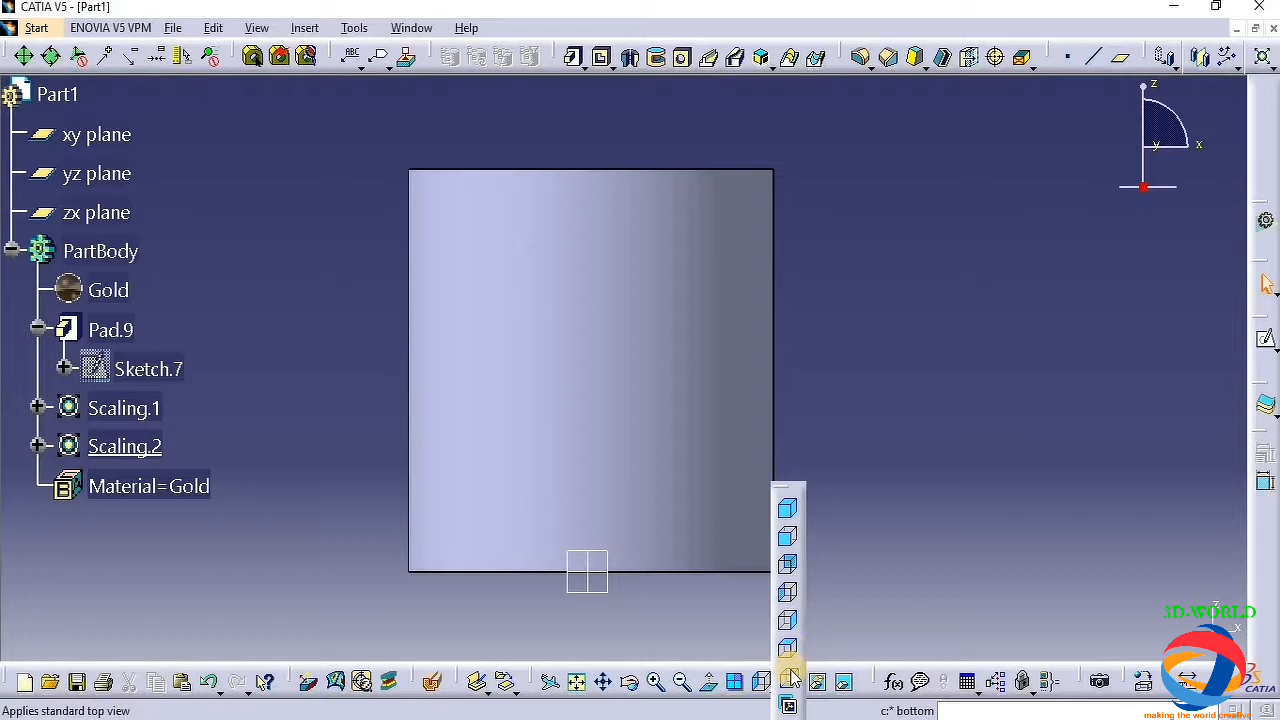 CATIA V5 - [Part1]
Start ENOVIA V5 VPM File Edit View Insert Tools Window Help
ABC
Part1
xy plane
yz plane
zx plane
PartBody
Gold
Pad.9
Sketch.7
Scaling.1
Scaling.2
Material=Gold
z
y x
z
3D-WORLD
x
CATIA
f(x)
making the world creative
Applies standard top view c:* bottom